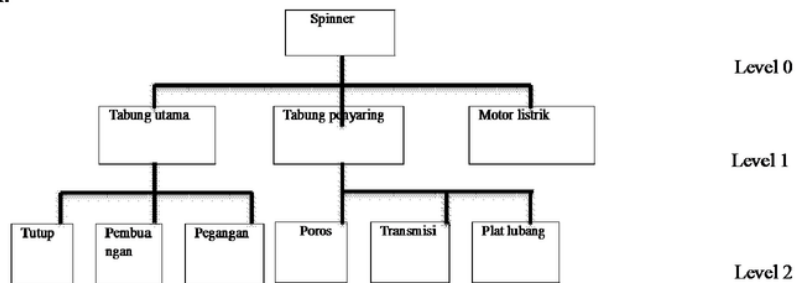 Spinner
Level 0
Tabung utama
Tabung penyaring
Motor listrik
Level 1
Tutup
Pembua
ngan
Pegangan
Poros
Transmisi
Plat lubang
Level 2